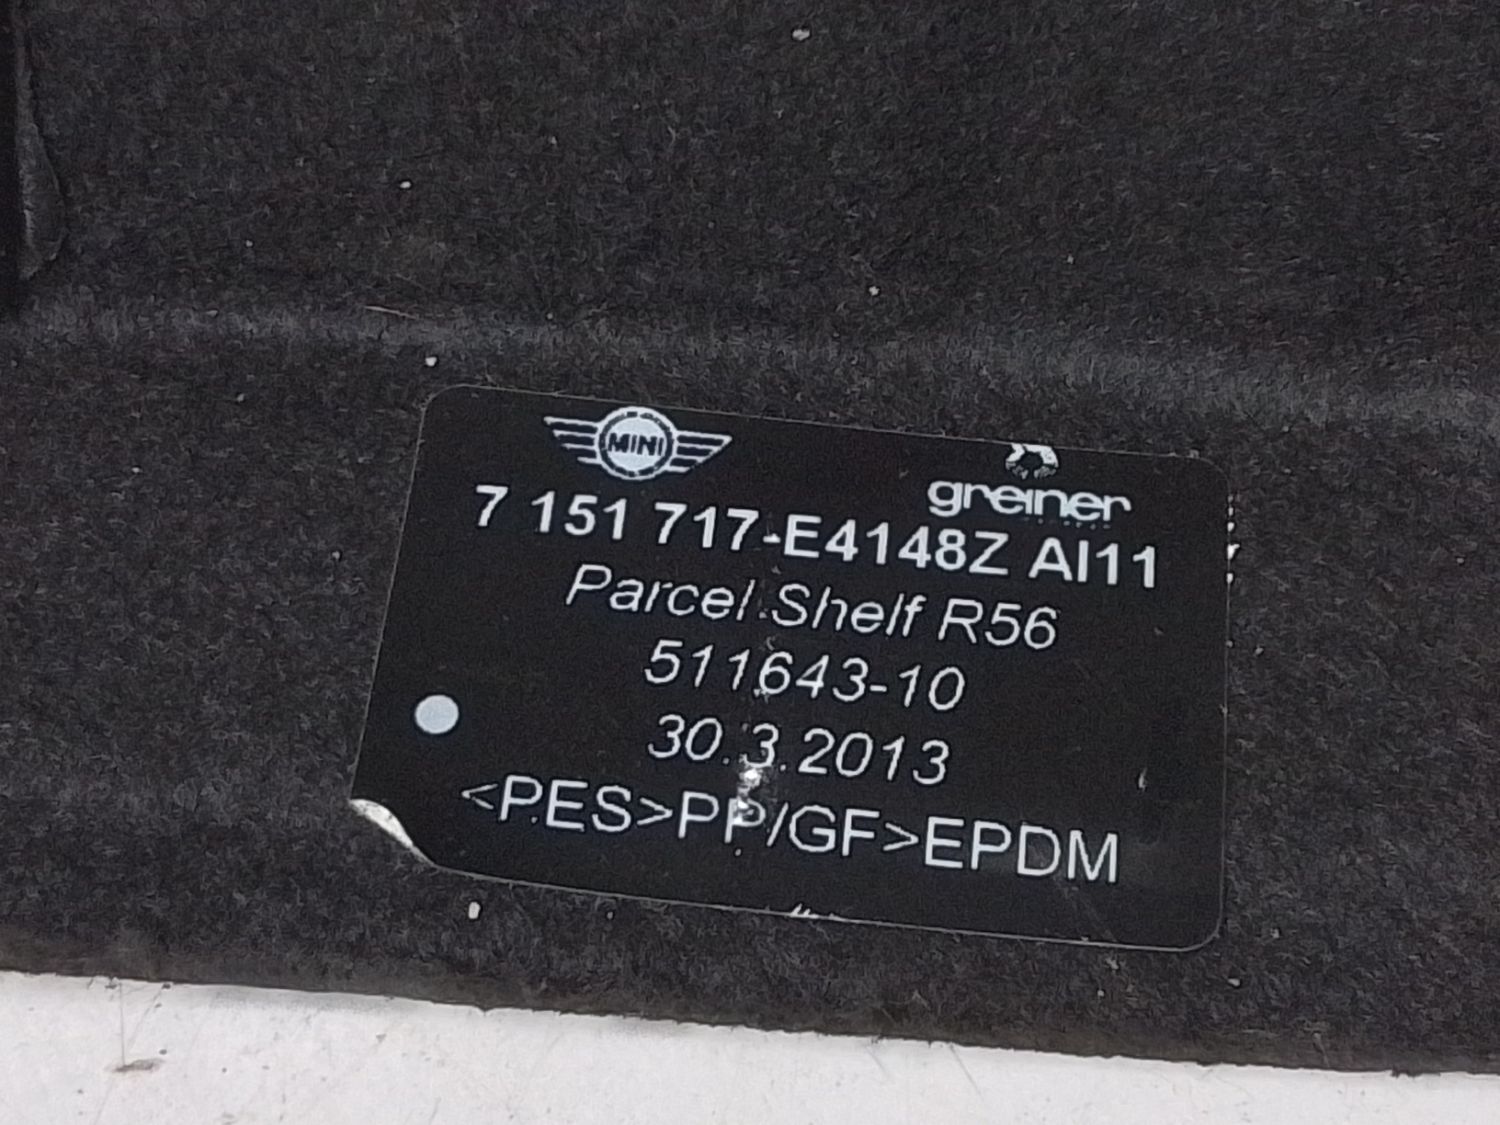 MINI
greiner
7 151 717-E4148Z AI11
Parcel Shelf R56
511643-10
30.3.2013
<PES>PP/GF>EPDM